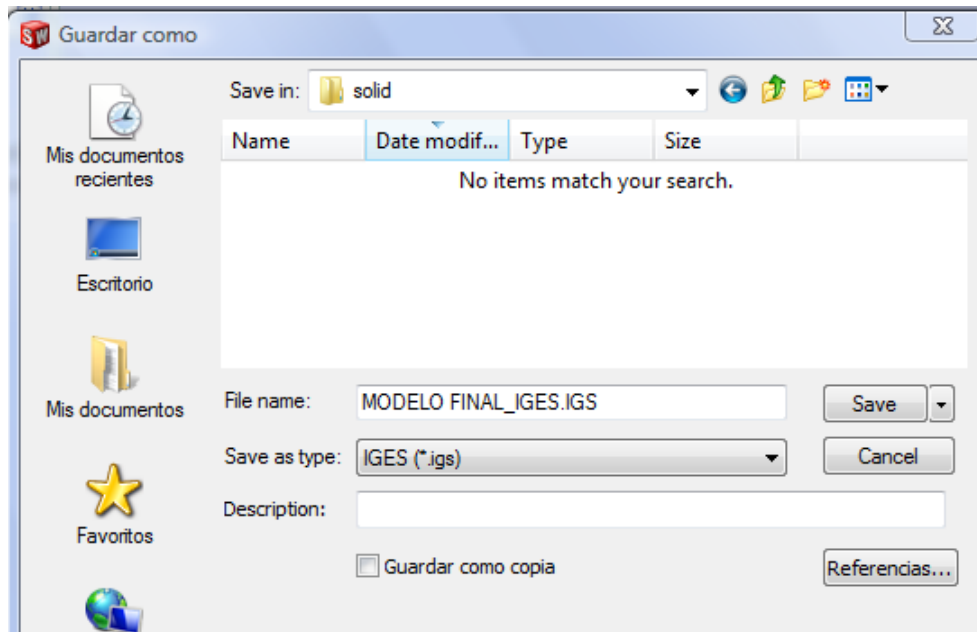 SW Guardar como
Save in: solid
Mis documentos
recientes
Name Date modif... Type Size
No items match your search.
Escritorio
Mis documentos
File name: MODELO FINAL_IGES.IGS Save
Save as type: IGES (*.igs) Cancel
Favoritos
Description:
Guardar como copia Referencias...